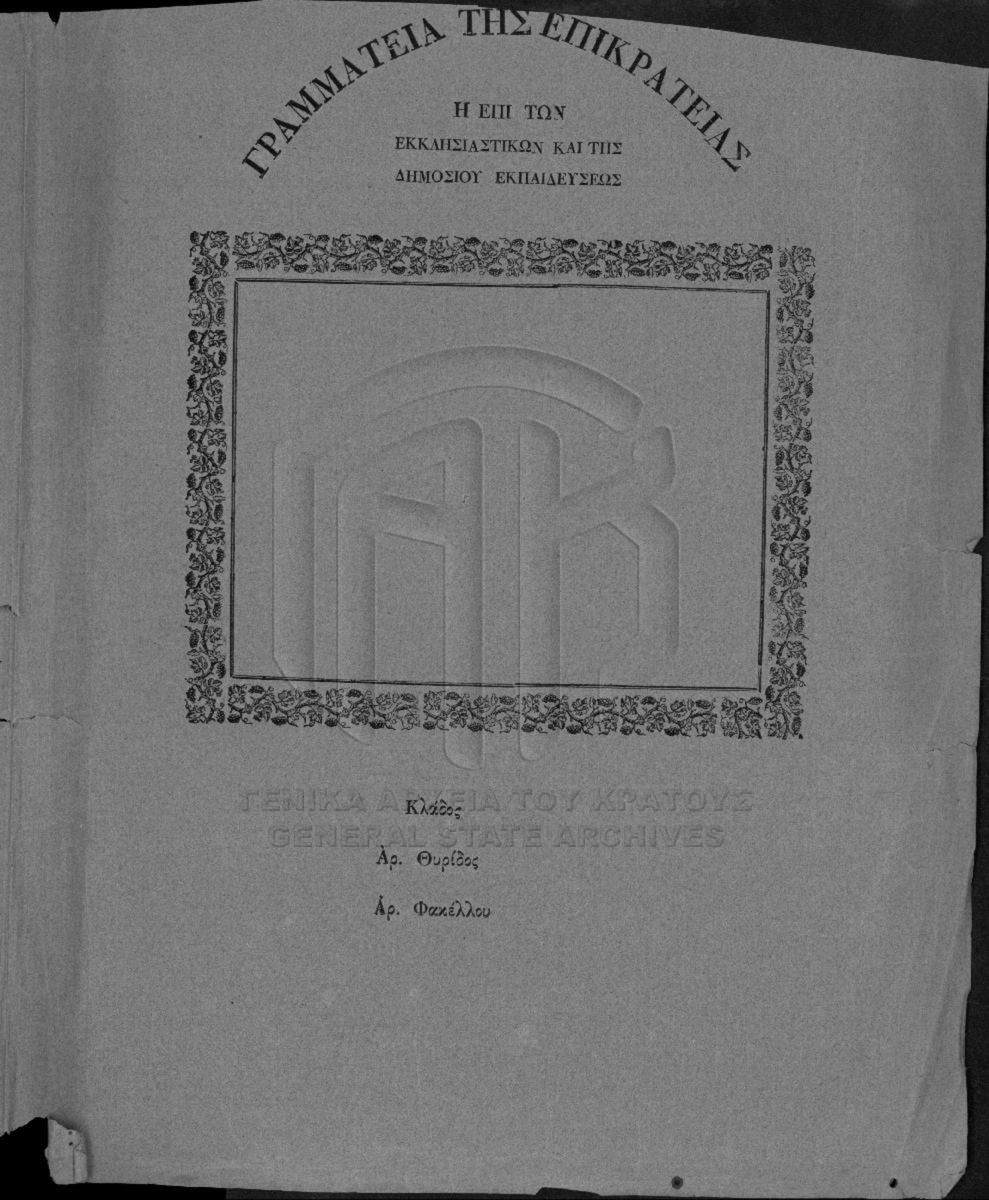 ΓΡΑΜΜΑΤΕΙΑ ΤΗΣ ΕΠΙΚΡΑΤΕΙΑΣ
Η ΕΠΙ ΤΩΝ
ΕΚΚΛΗΣΙΑΣΤΙΚΩΝ ΚΑΙ ΤΗΣ
ΔΗΜΟΣΙΟΥ ΕΚΠΑΙΔΕΥΣΕΩΣ
ΓΕΝΙΚΑ ΑΡΧΕΙΑ ΤΟΥ ΚΡΑΤΟΥΣ
Κλάδος
GENERAL STATE ARCHIVES
Ἀρ. Θυρίδος
Ἀρ. Φακέλλου